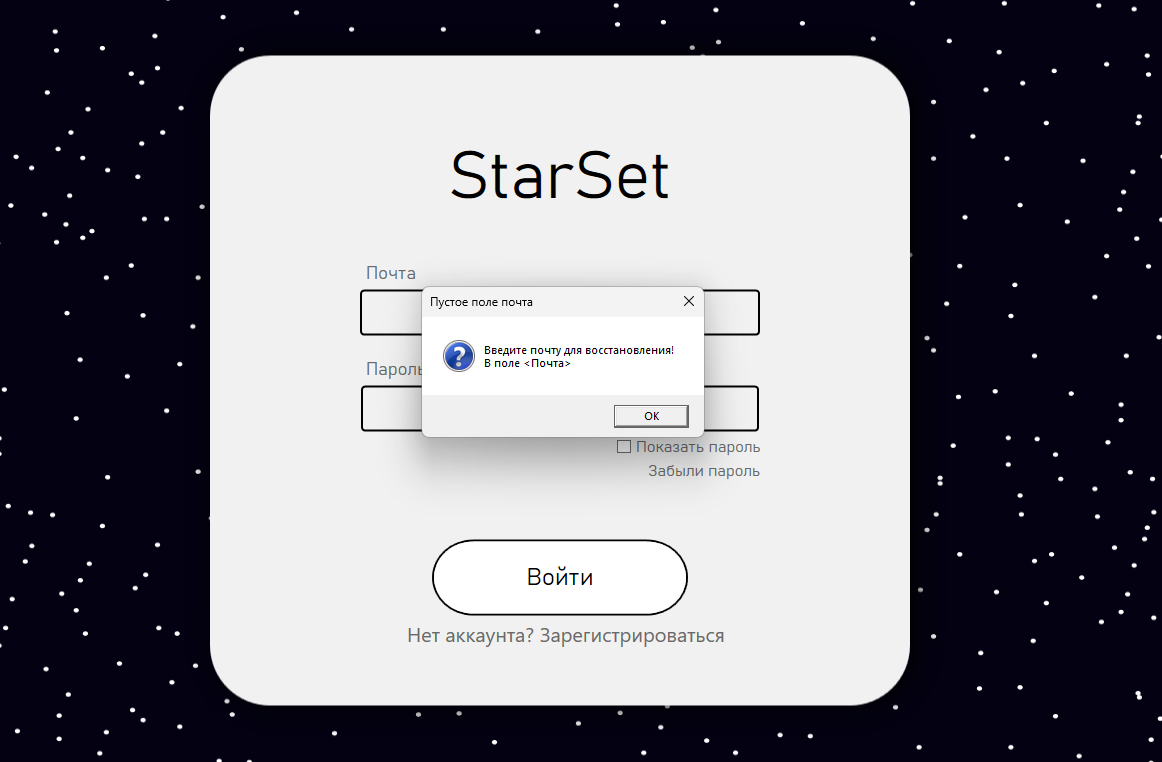 StarSet
Почта
Пустое поле почта
Введите почту для восстановления!
В поле <Почта>
Пароль
OK
Показать пароль
Забыли пароль
Войти
Нет аккаунта? Зарегистрироваться